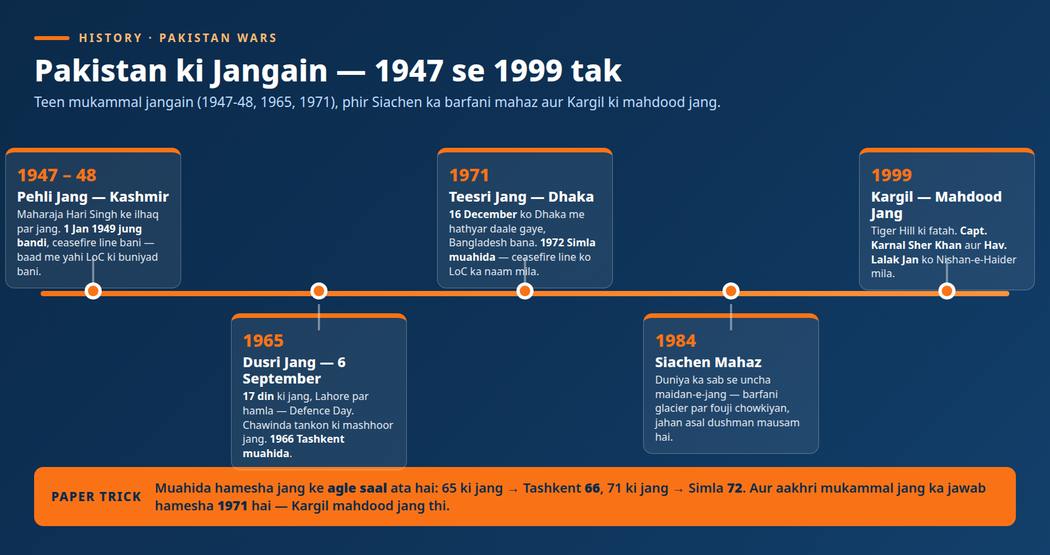 HISTORY · PAKISTAN WARS
Pakistan ki Jangain — 1947 se 1999 tak
Teen mukammal jangain (1947-48, 1965, 1971), phir Siachen ka barfani mahaz aur Kargil ki mahdood jang.
1947 – 48
Pehli Jang — Kashmir
Maharaja Hari Singh ke ilhaq
par jang. 1 Jan 1949 jung
bandi, ceasefire line bani —
baad me yahi LoC ki buniyad
bani.
1965
Dusri Jang — 6
September
17 din ki jang, Lahore par
hamla — Defence Day.
Chawinda tankon ki mashhoor
jang. 1966 Tashkent
muahida.
1971
Teesri Jang — Dhaka
16 December ko Dhaka me
hathyar daale gaye,
Bangladesh bana. 1972 Simla
muahida — ceasefire line ko
LoC ka naam mila.
1984
Siachen Mahaz
Duniya ka sab se uncha
maidan-e-jang — barfani
glacier par fouji chowkiyan,
jahan asal dushman mausam
hai.
1999
Kargil — Mahdood
Jang
Tiger Hill ki fatah. Capt.
Karnal Sher Khan aur Hav.
Lalak Jan ko Nishan-e-Haider
mila.
PAPER TRICK
Muahida hamesha jang ke agle saal ata hai: 65 ki jang → Tashkent 66, 71 ki jang → Simla 72. Aur aakhri mukammal jang ka jawab
hamesha 1971 hai — Kargil mahdood jang thi.